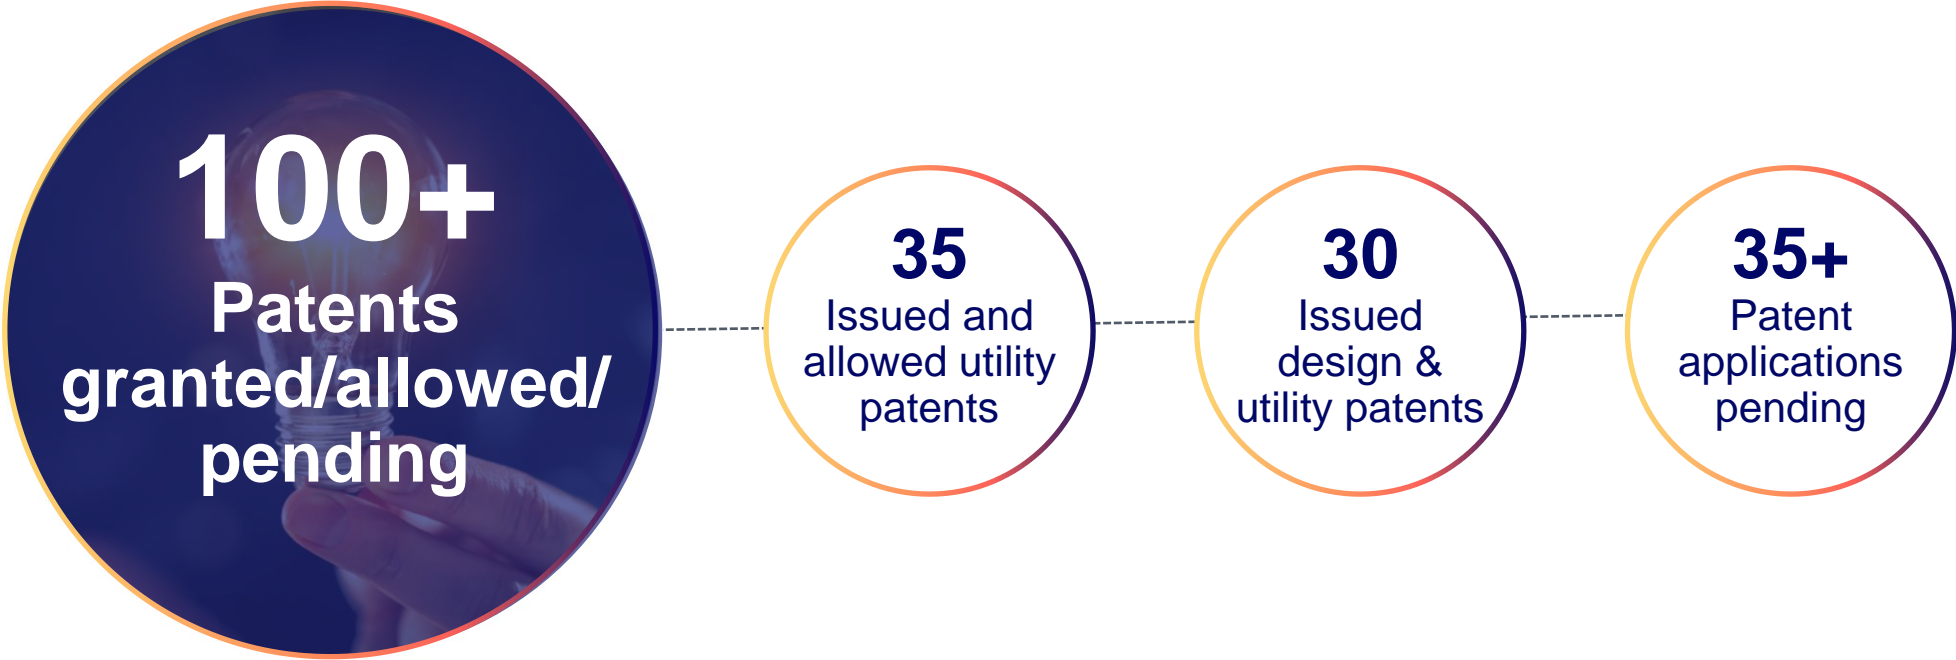 100+
Patents
granted/allowed/
pending
35
Issued and
allowed utility
patents
30
Issued
design &
utility patents
35+
Patent
applications
pending